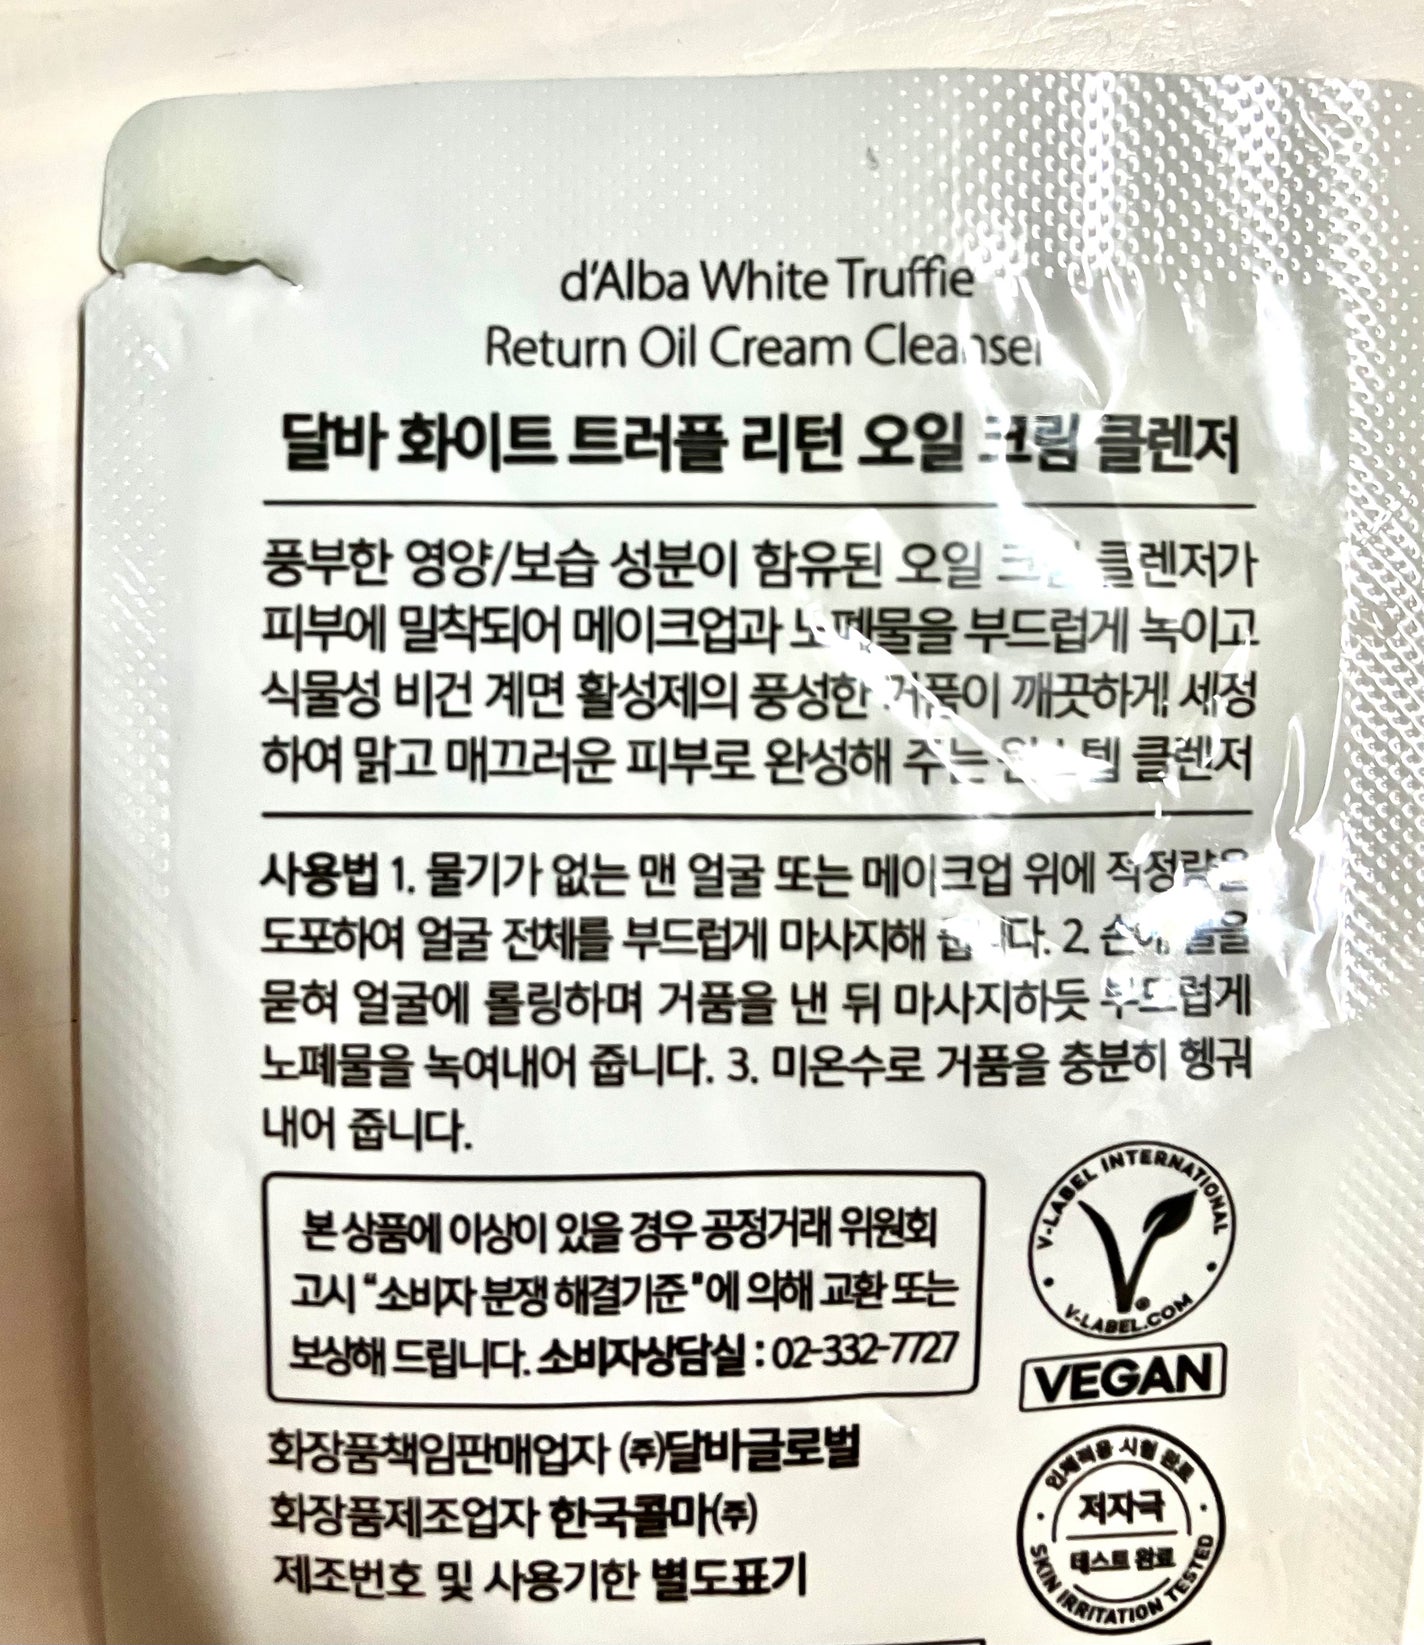 d'Alba White Truffle
Return Oil Cream Cleanser
달바 화이트 트러플 리턴 오일 크림 클렌저
풍부한 영양/보습 성분이 함유된 오일 크림 클렌저가
피부에 밀착되어 메이크업과 노폐물을 부드럽게 녹이고
식물성 비건 계면 활성제의 풍성한 거품이 깨끗하게 세정
하여 맑고 매끄러운 피부로 완성해 주는 원스텝 클렌저
사용법 1. 물기가 없는 맨 얼굴 또는 메이크업 위에 적정량을
도포하여 얼굴 전체를 부드럽게 마사지해 줍니다. 2. 손에 물을
묻혀 얼굴에 롤링하며 거품을 낸 뒤 마사지하듯 부드럽게
노폐물을 녹여내어 줍니다. 3. 미온수로 거품을 충분히 헹궈
내어 줍니다.
본 상품에 이상이 있을 경우 공정거래 위원회
고시 "소비자 분쟁 해결기준"에 의해 교환 또는
보상해 드립니다. 소비자상담실 : 02-332-7727
V-LABEL INTERNATIONAL
V-LABEL.COM
VEGAN
화장품책임판매업자 (주)달바글로벌
화장품제조업자 한국콜마(주)
제조번호 및 사용기한 별도표기
인체적용 시험 완료
저자극
테스트 완료
SKIN IRRITATION TESTED